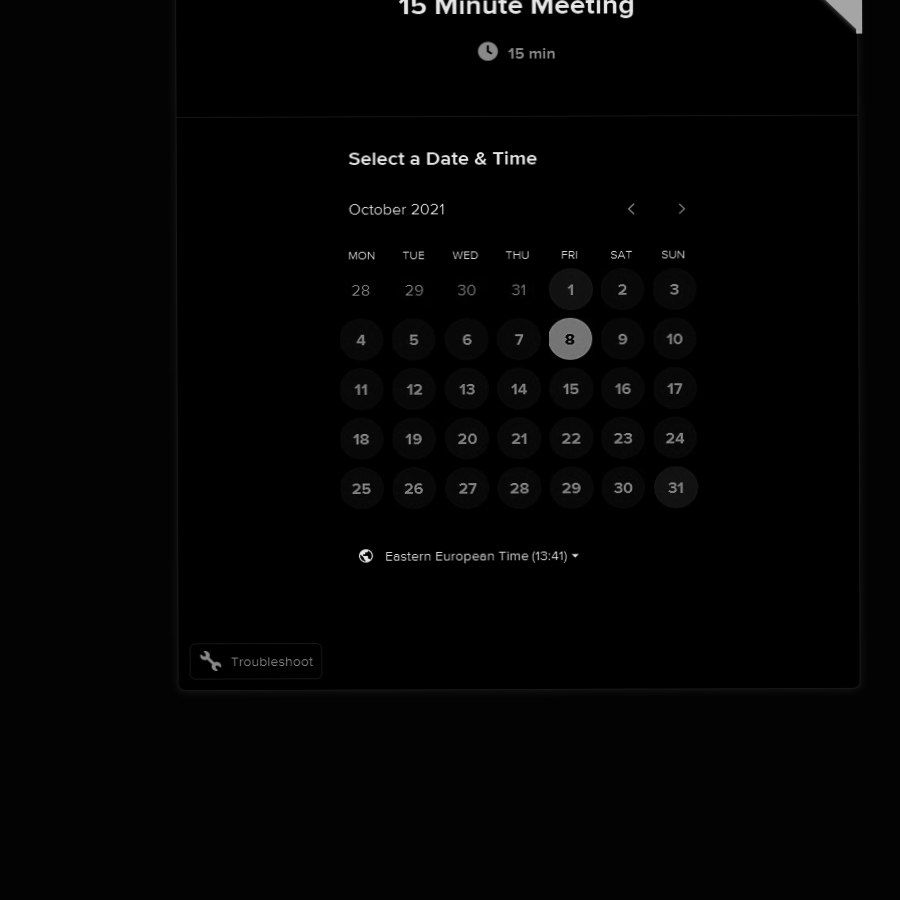 15 Minute Meeting
15 min
Select a Date & Time
October 2021
MON TUE WED THU FRI SAT SUN
28 29 30 31 1 2 3
4 5 6 7 8 9 10
11 12 13 14 15 16 17
18 19 20 21 22 23 24
25 26 27 28 29 30 31
Eastern European Time (13:41)
Troubleshoot